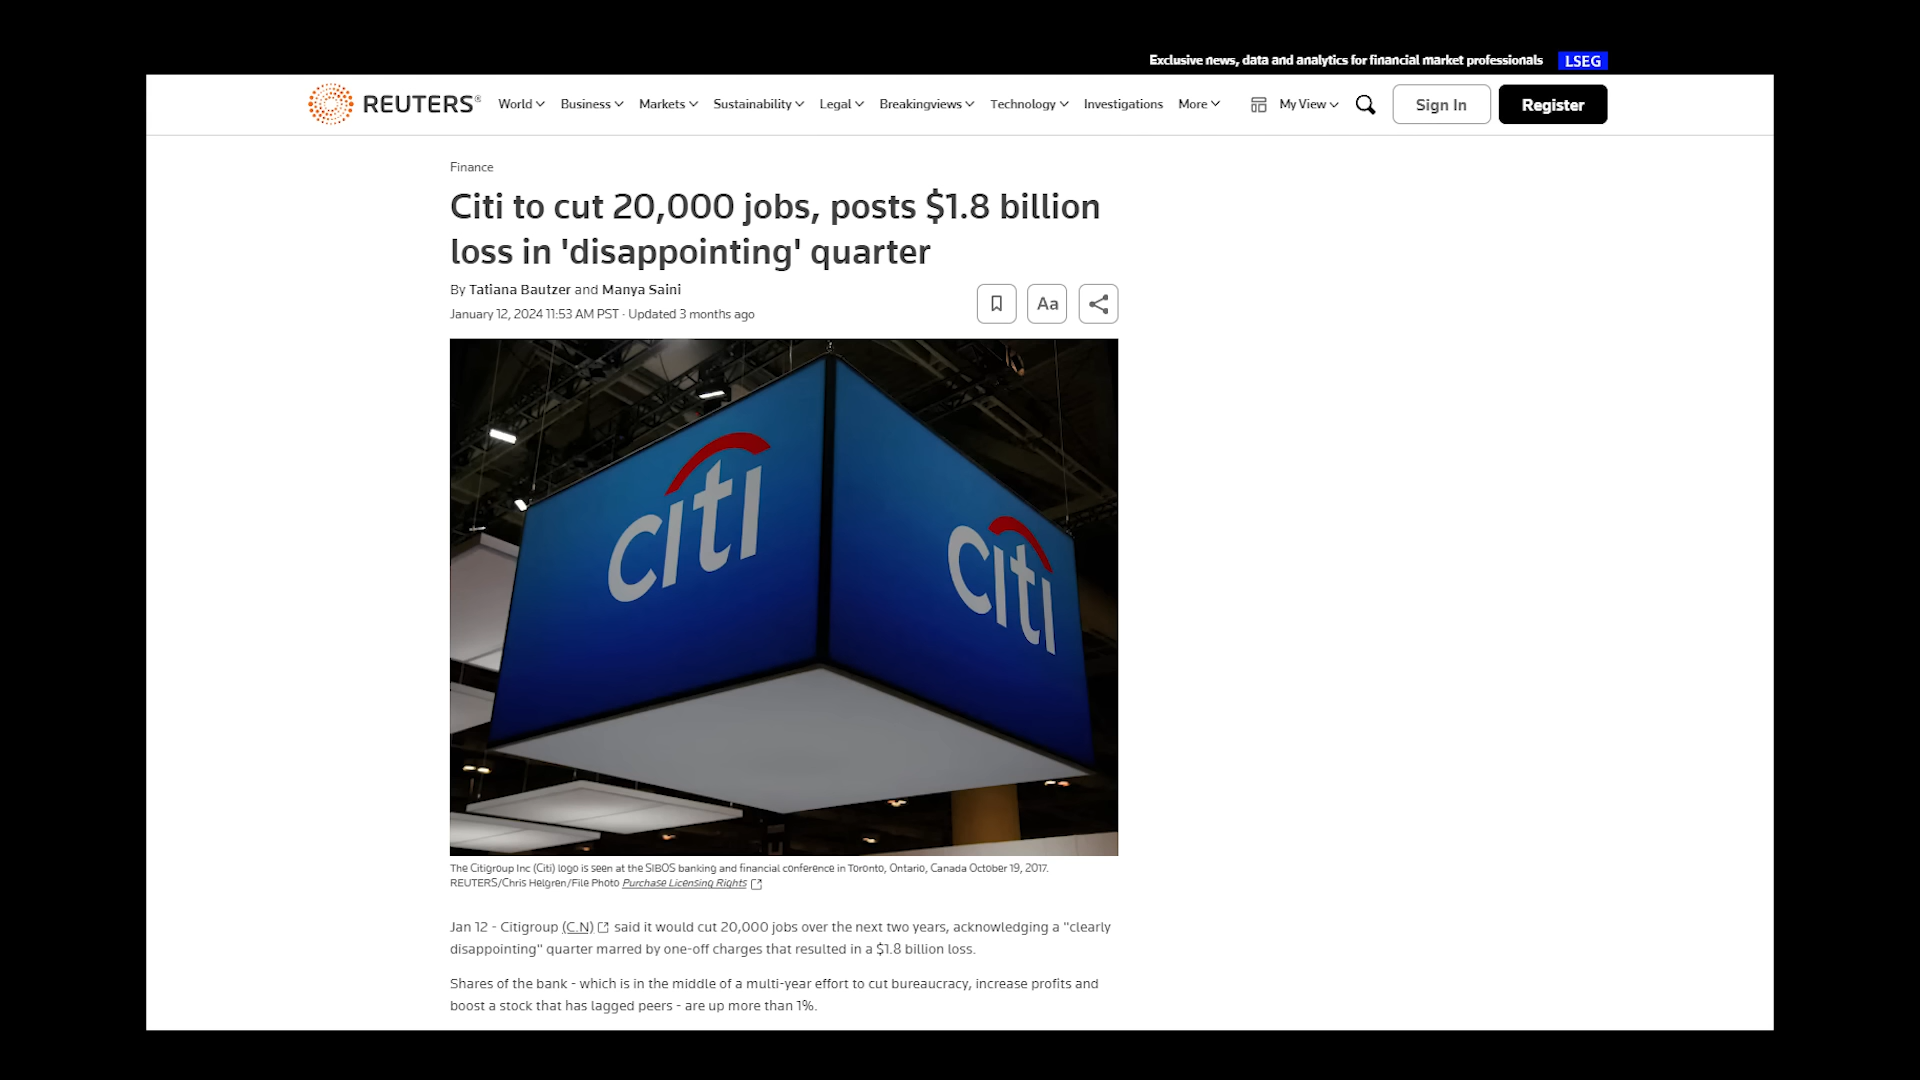 Exclusive news, data and analytics for financial market professionals LSEG
REUTERS® World Business Markets Sustainability Legal Breakingviews Technology Investigations More My View Sign In Register
Finance
Citi to cut 20,000 jobs, posts $1.8 billion
loss in 'disappointing' quarter
By Tatiana Bautzer and Manya Saini
January 12, 2024 11:53 AM PST · Updated 3 months ago
Aa
citi
citi
The Citigroup Inc (Citi) logo is seen at the SIBOS banking and financial conference in Toronto, Ontario, Canada October 19, 2017.
REUTERS/Chris Helgren/File Photo Purchase Licensing Rights
Jan 12 - Citigroup (C.N) said it would cut 20,000 jobs over the next two years, acknowledging a "clearly
disappointing" quarter marred by one-off charges that resulted in a $1.8 billion loss.
Shares of the bank - which is in the middle of a multi-year effort to cut bureaucracy, increase profits and
boost a stock that has lagged peers - are up more than 1%.